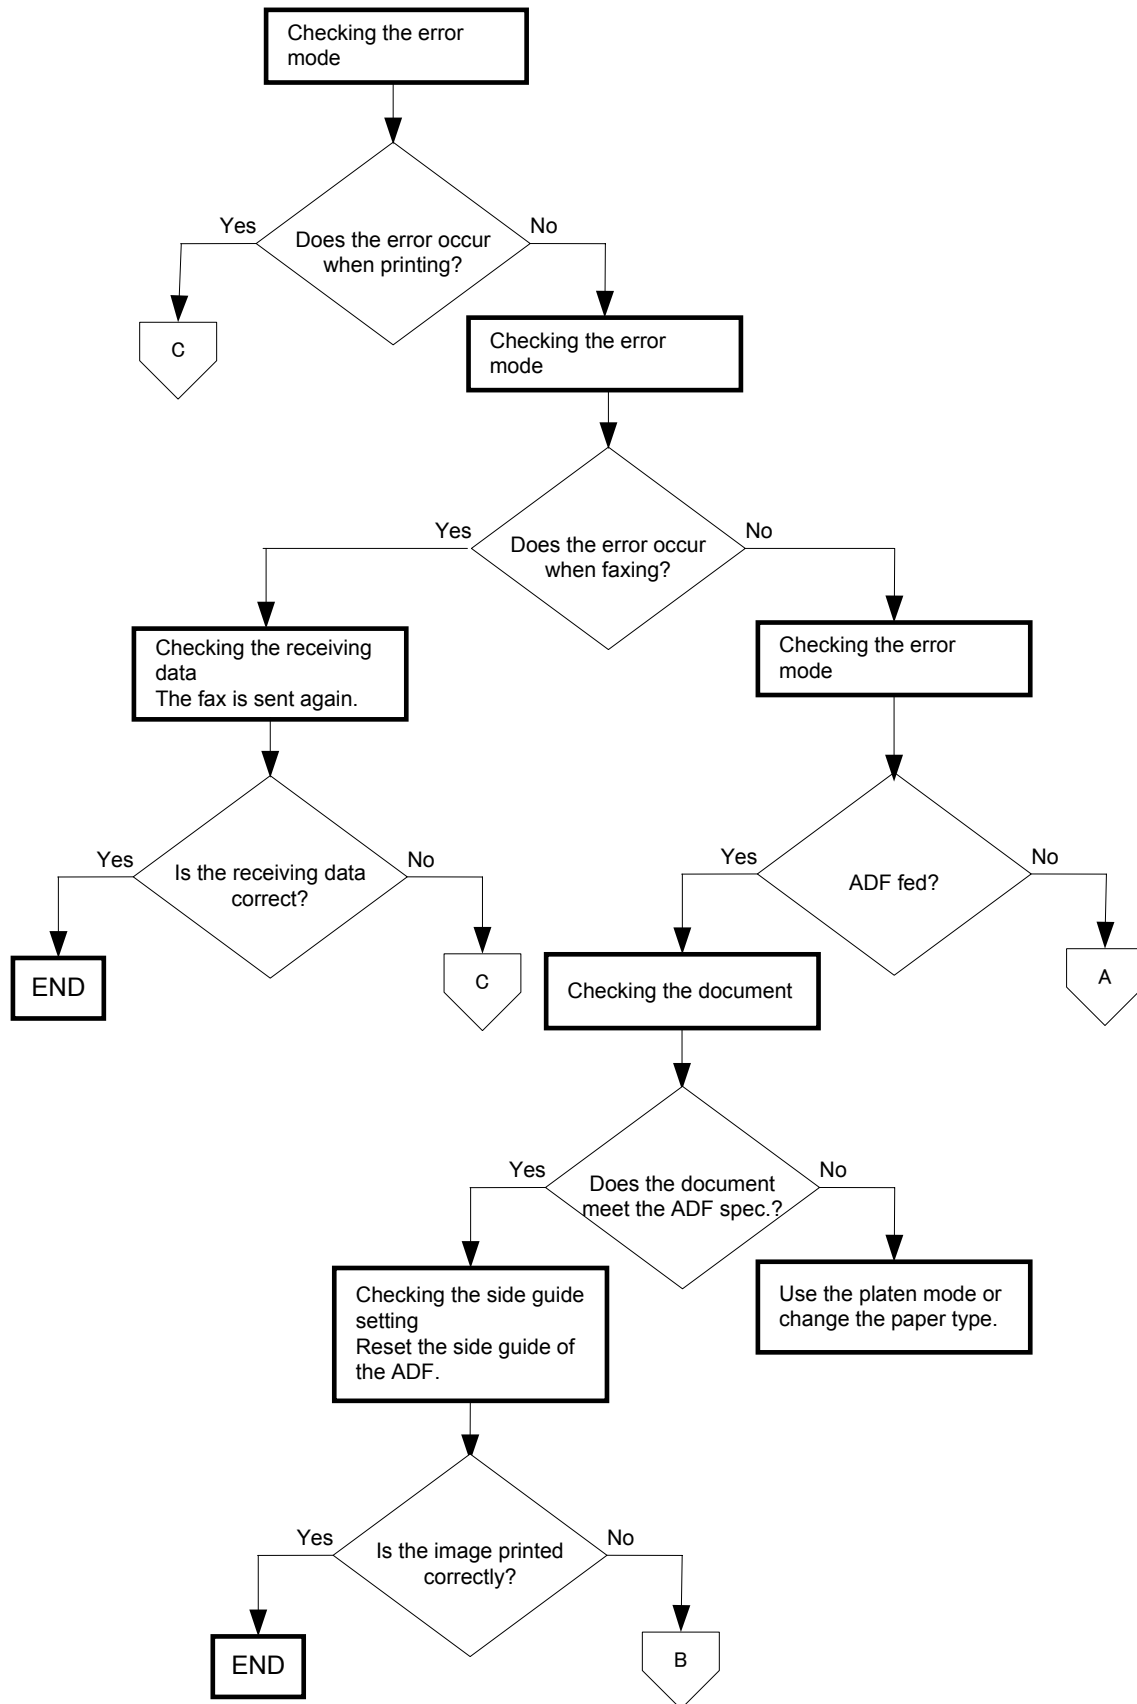 Checking the error
mode
Yes
No
Does the error occur
when printing?
C
Checking the error
mode
Yes
No
Does the error occur
when faxing?
Checking the receiving
data
The fax is sent again.
Checking the error
mode
Yes
No
Is the receiving data
correct?
Yes
No
ADF fed?
END
C
Checking the document
A
Yes
No
Does the document
meet the ADF spec.?
Checking the side guide
setting
Reset the side guide of
the ADF.
Use the platen mode or
change the paper type.
Yes
No
Is the image printed
correctly?
END
B